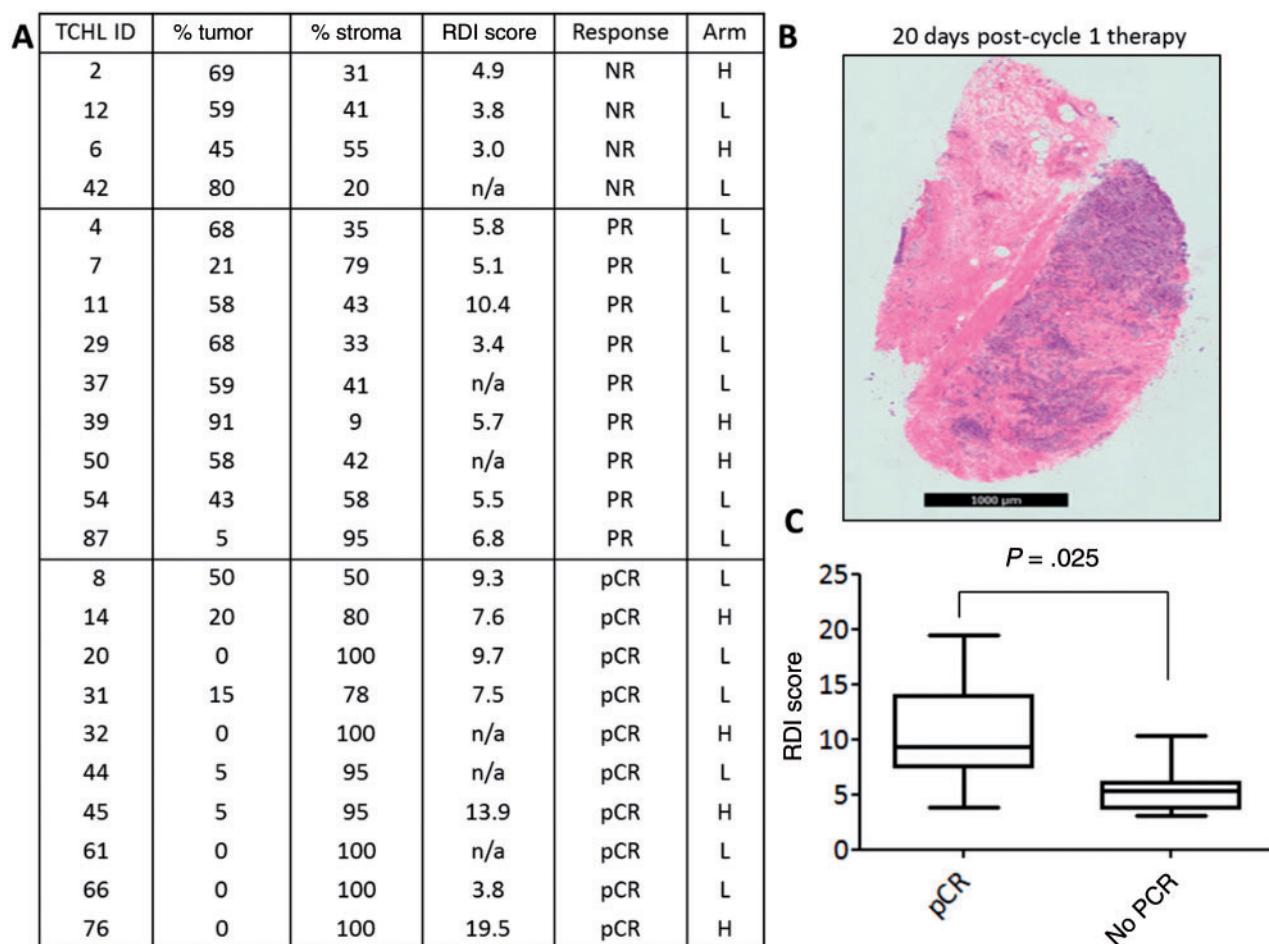 A
TCHL ID % tumor % stroma RDI score Response Arm
2 69 31 4.9 NR H
12 59 41 3.8 NR L
6 45 55 3.0 NR H
42 80 20 n/a NR L
4 68 35 5.8 PR L
7 21 79 5.1 PR L
11 58 43 10.4 PR L
29 68 33 3.4 PR L
37 59 41 n/a PR L
39 91 9 5.7 PR H
50 58 42 n/a PR H
54 43 58 5.5 PR L
87 5 95 6.8 PR L
8 50 50 9.3 pCR L
14 20 80 7.6 pCR H
20 0 100 9.7 pCR L
31 15 78 7.5 pCR L
32 0 100 n/a pCR H
44 5 95 n/a pCR L
45 5 95 13.9 pCR H
61 0 100 n/a pCR L
66 0 100 3.8 pCR L
76 0 100 19.5 pCR H
B
20 days post-cycle 1 therapy
1000 µm
C
P = .025
RDI score
25
20
15
10
5
0
pCR
No PCR